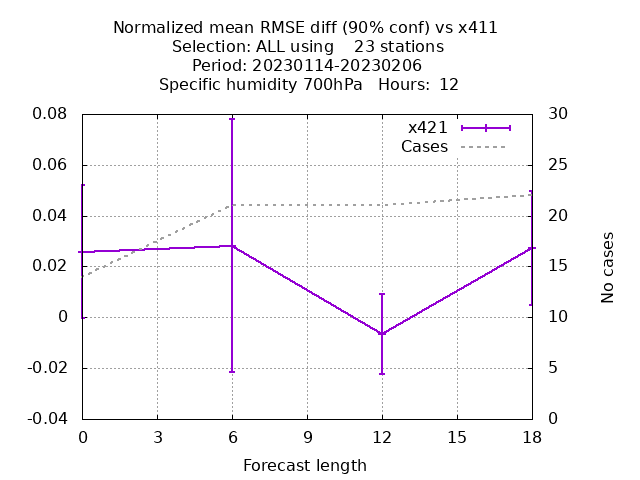 Normalized mean RMSE diff (90% conf) vs x411
Selection: ALL using    23 stations
Period: 20230114-20230206
Specific humidity 700hPa   Hours:  12
0.08
0.06
0.04
0.02
0
-0.02
-0.04
30
25
20
15
10
5
0
x421
Cases
No cases
0 3 6 9 12 15 18
Forecast length